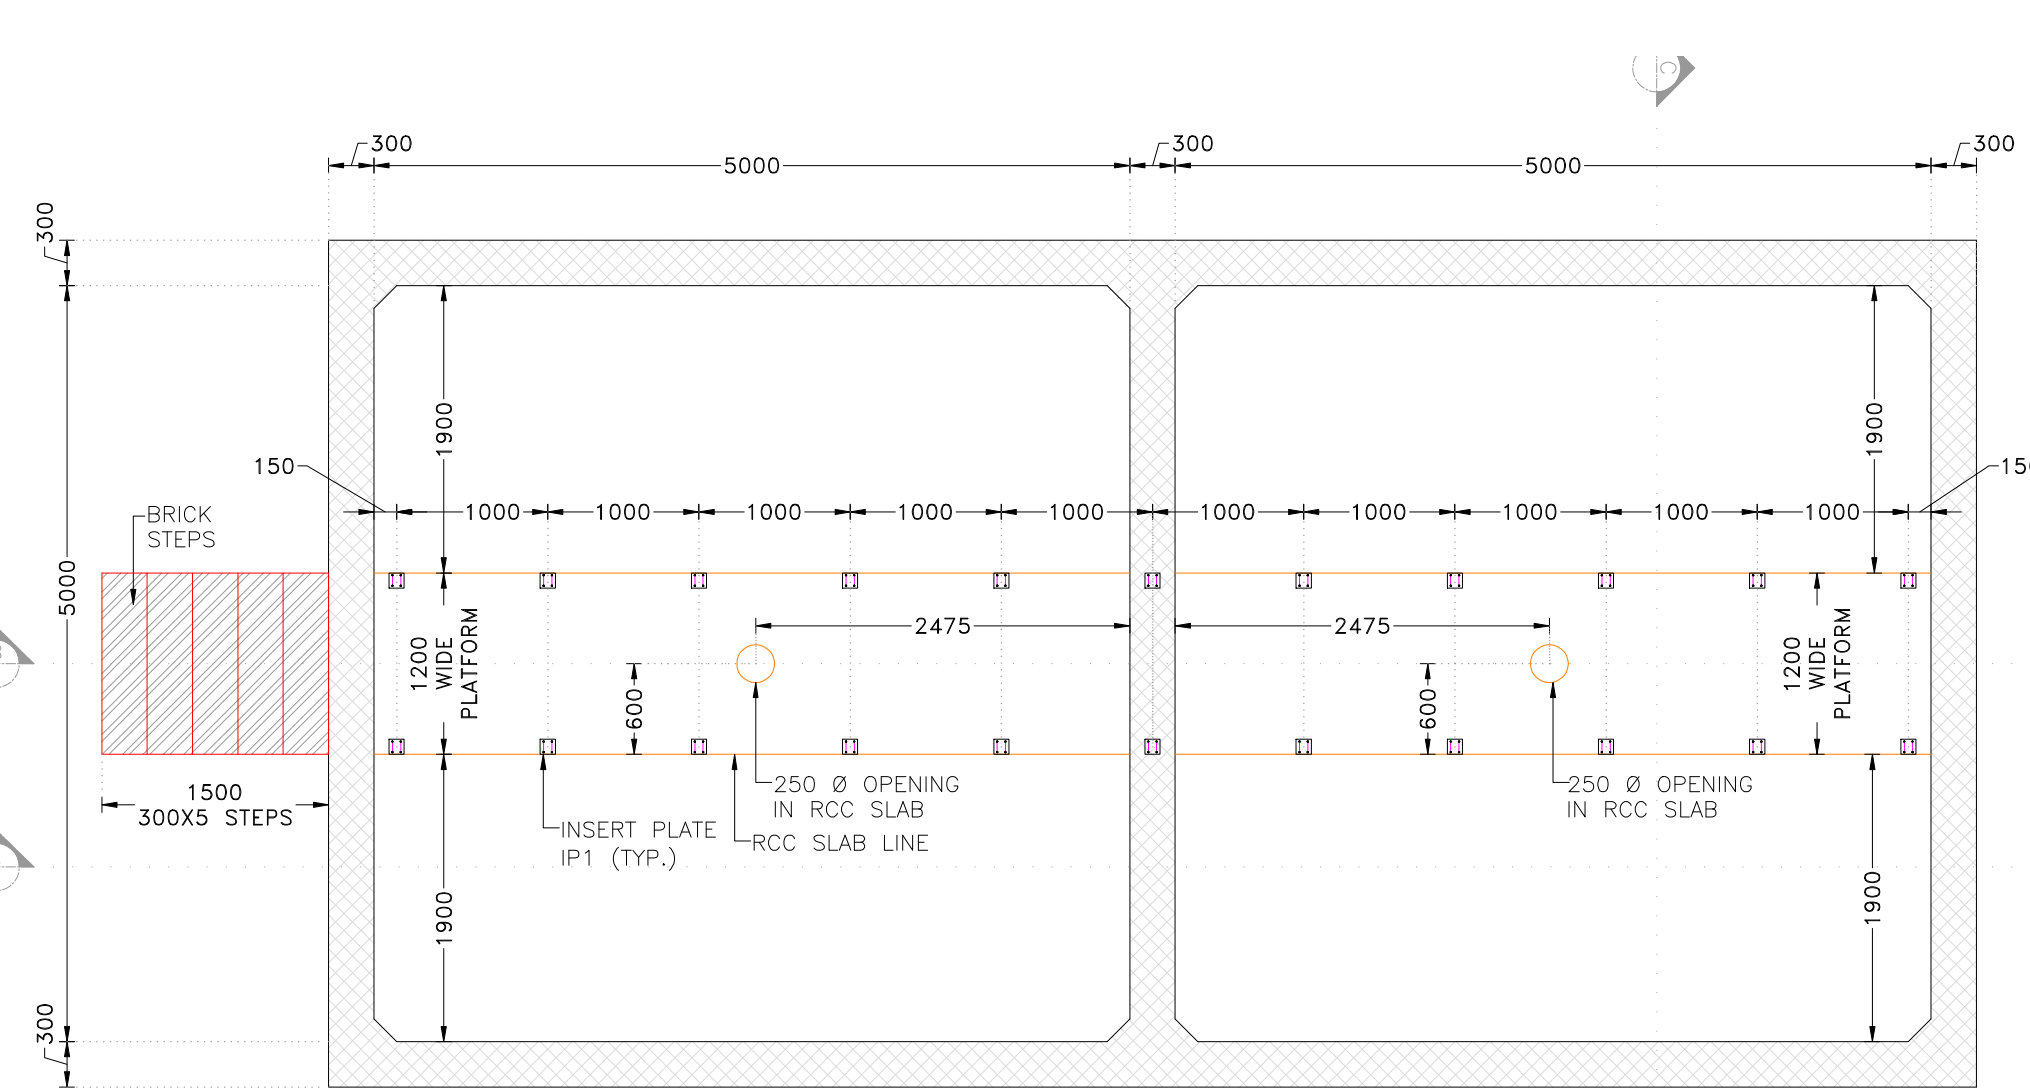 C
300
5000
300
5000
300
300
1900
1900
150
150
1000
1000
1000
1000
1000
1000
1000
1000
1000
1000
BRICK
STEPS
5000
2475
2475
1200
WIDE
PLATFORM
1200
WIDE
PLATFORM
600
600
250 Ø OPENING
IN RCC SLAB
250 Ø OPENING
IN RCC SLAB
1500
300X5 STEPS
INSERT PLATE
IP1 (TYP.)
RCC SLAB LINE
1900
1900
300